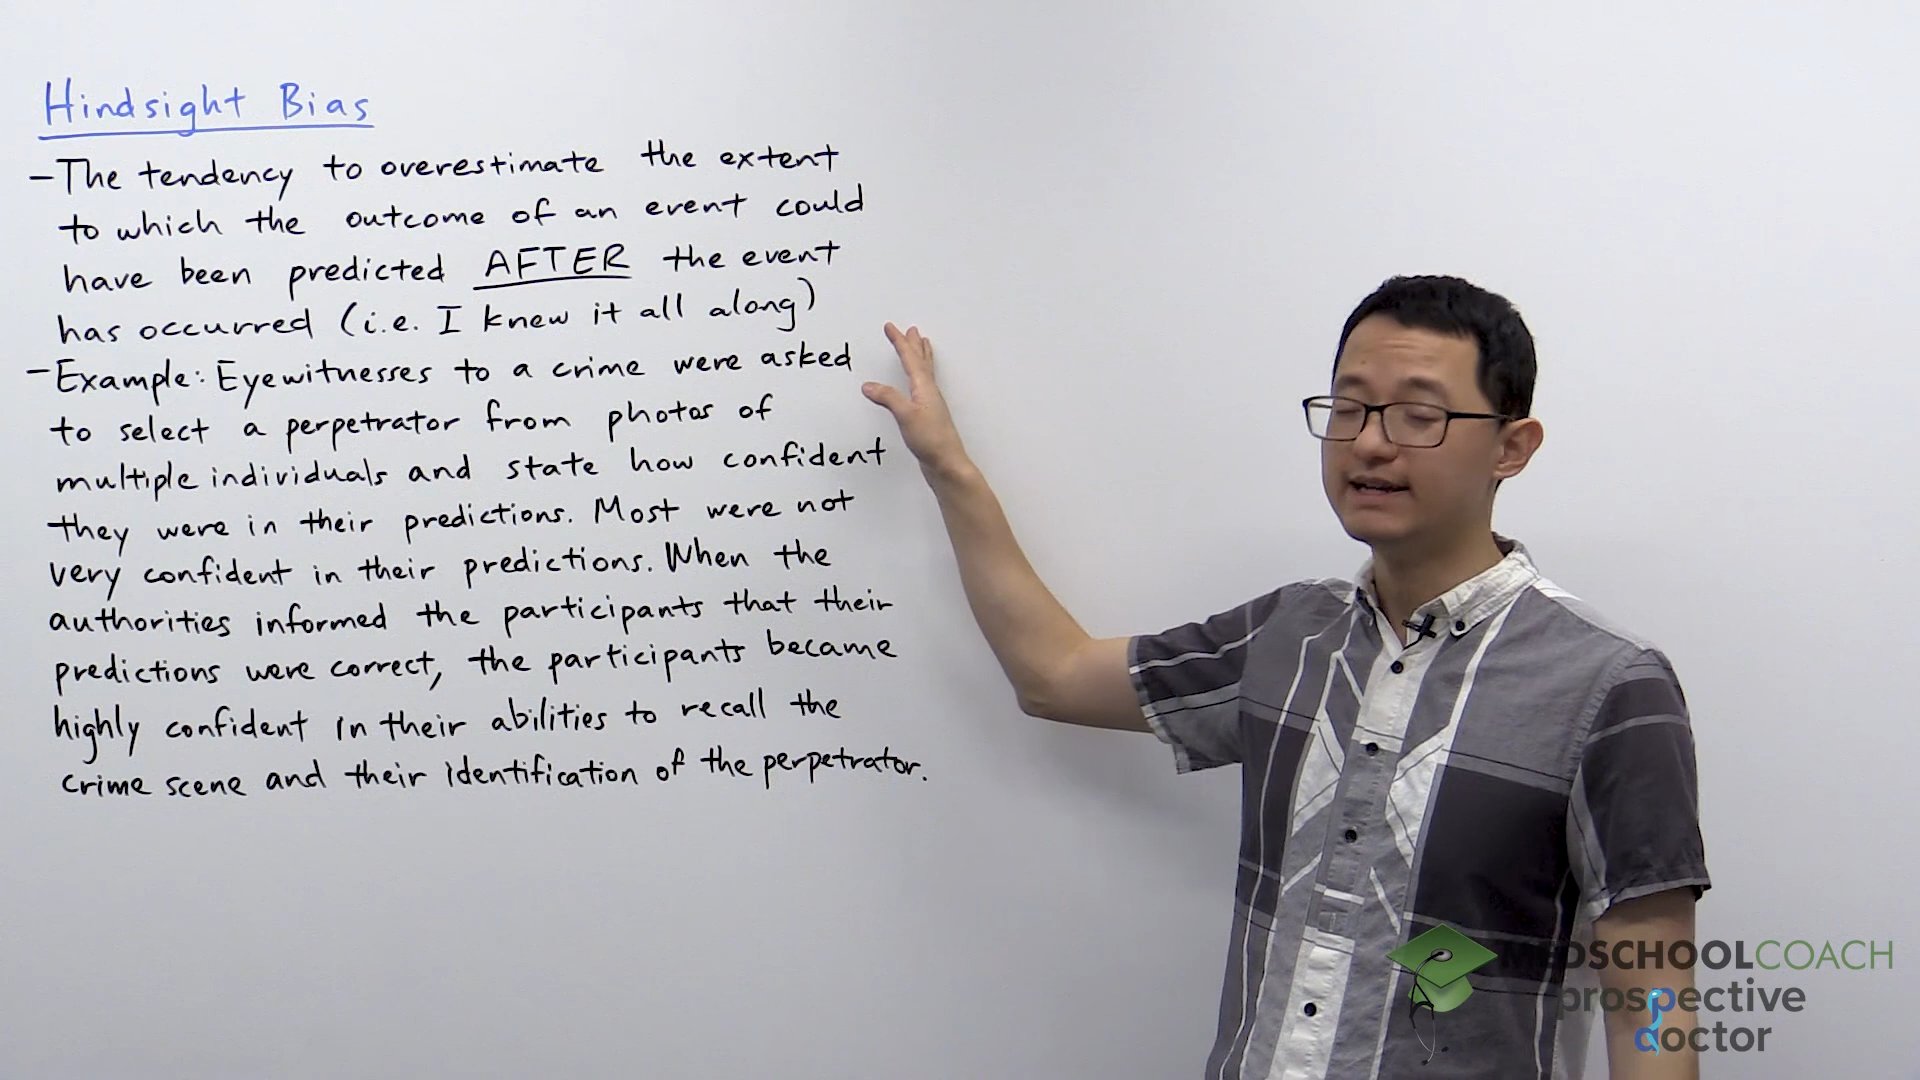 Hindsight Bias
- The tendency to overestimate the extent
to which the outcome of an event could
have been predicted AFTER the event
has occurred (i.e. I knew it all along)
- Example: Eyewitnesses to a crime were asked
to select a perpetrator from photos of
multiple individuals and state how confident
they were in their predictions. Most were not
very confident in their predictions. When the
authorities informed the participants that their
predictions were correct, the participants became
highly confident in their abilities to recall the
crime scene and their identification of the perpetrator.
MEDSCHOOLCOACH
prospective
doctor